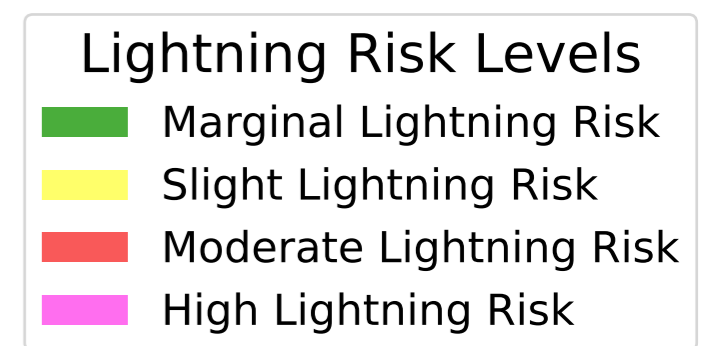 Lightning Risk Levels
Marginal Lightning Risk
Slight Lightning Risk
Moderate Lightning Risk
High Lightning Risk